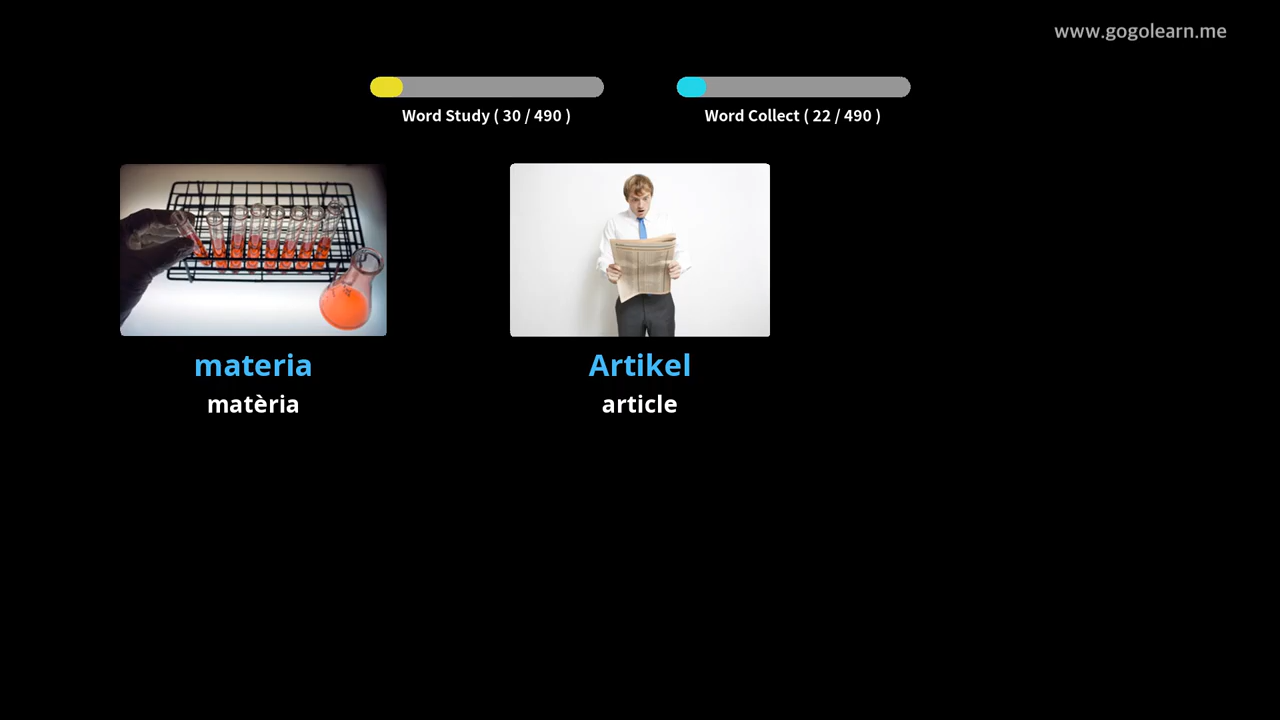 www.gogolearn.me
Word Study ( 30 / 490 )
Word Collect ( 22 / 490 )
materia
matèria
Artikel
article